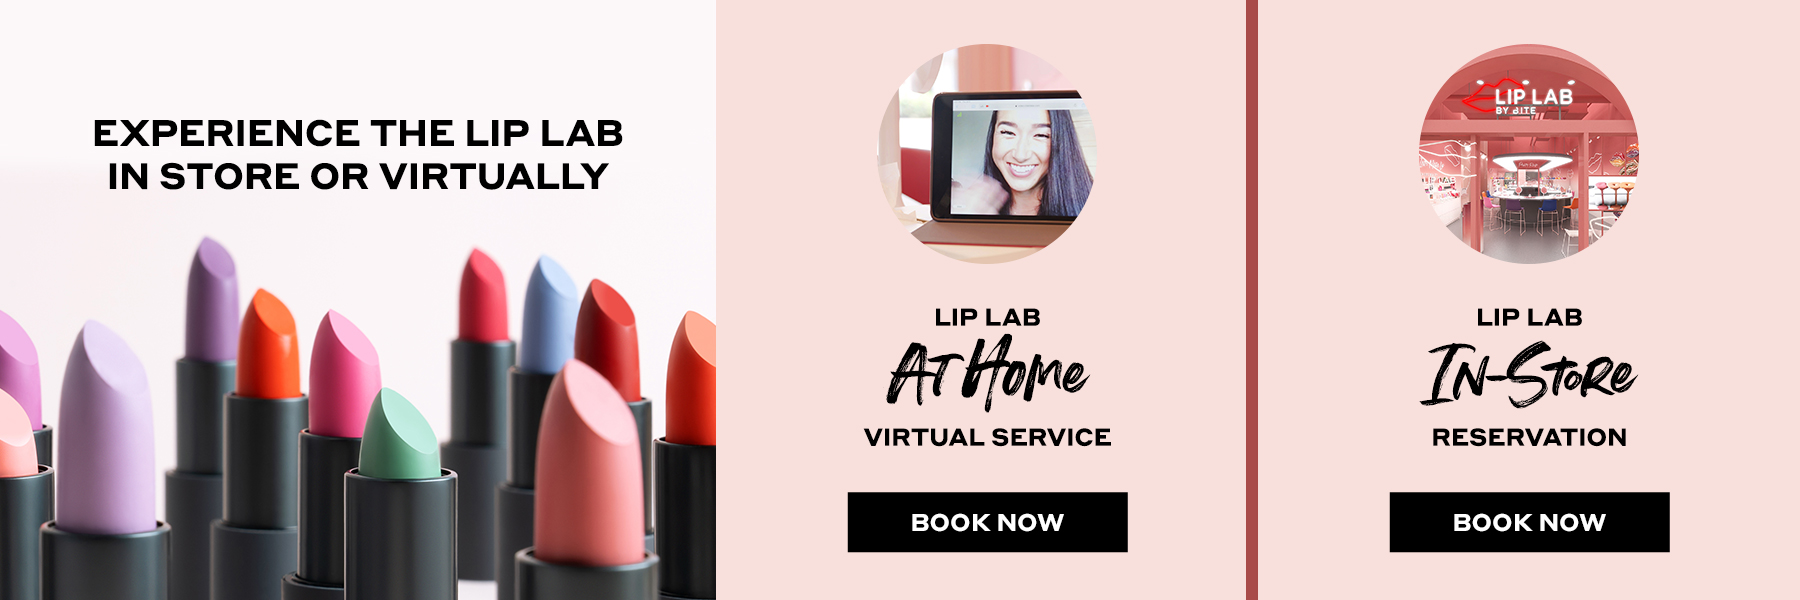 EXPERIENCE THE LIP LAB
IN STORE OR VIRTUALLY
LIP LAB
At Home
VIRTUAL SERVICE
BOOK NOW
LIP LAB
BY BITE
LIP LAB
In-Store
RESERVATION
BOOK NOW